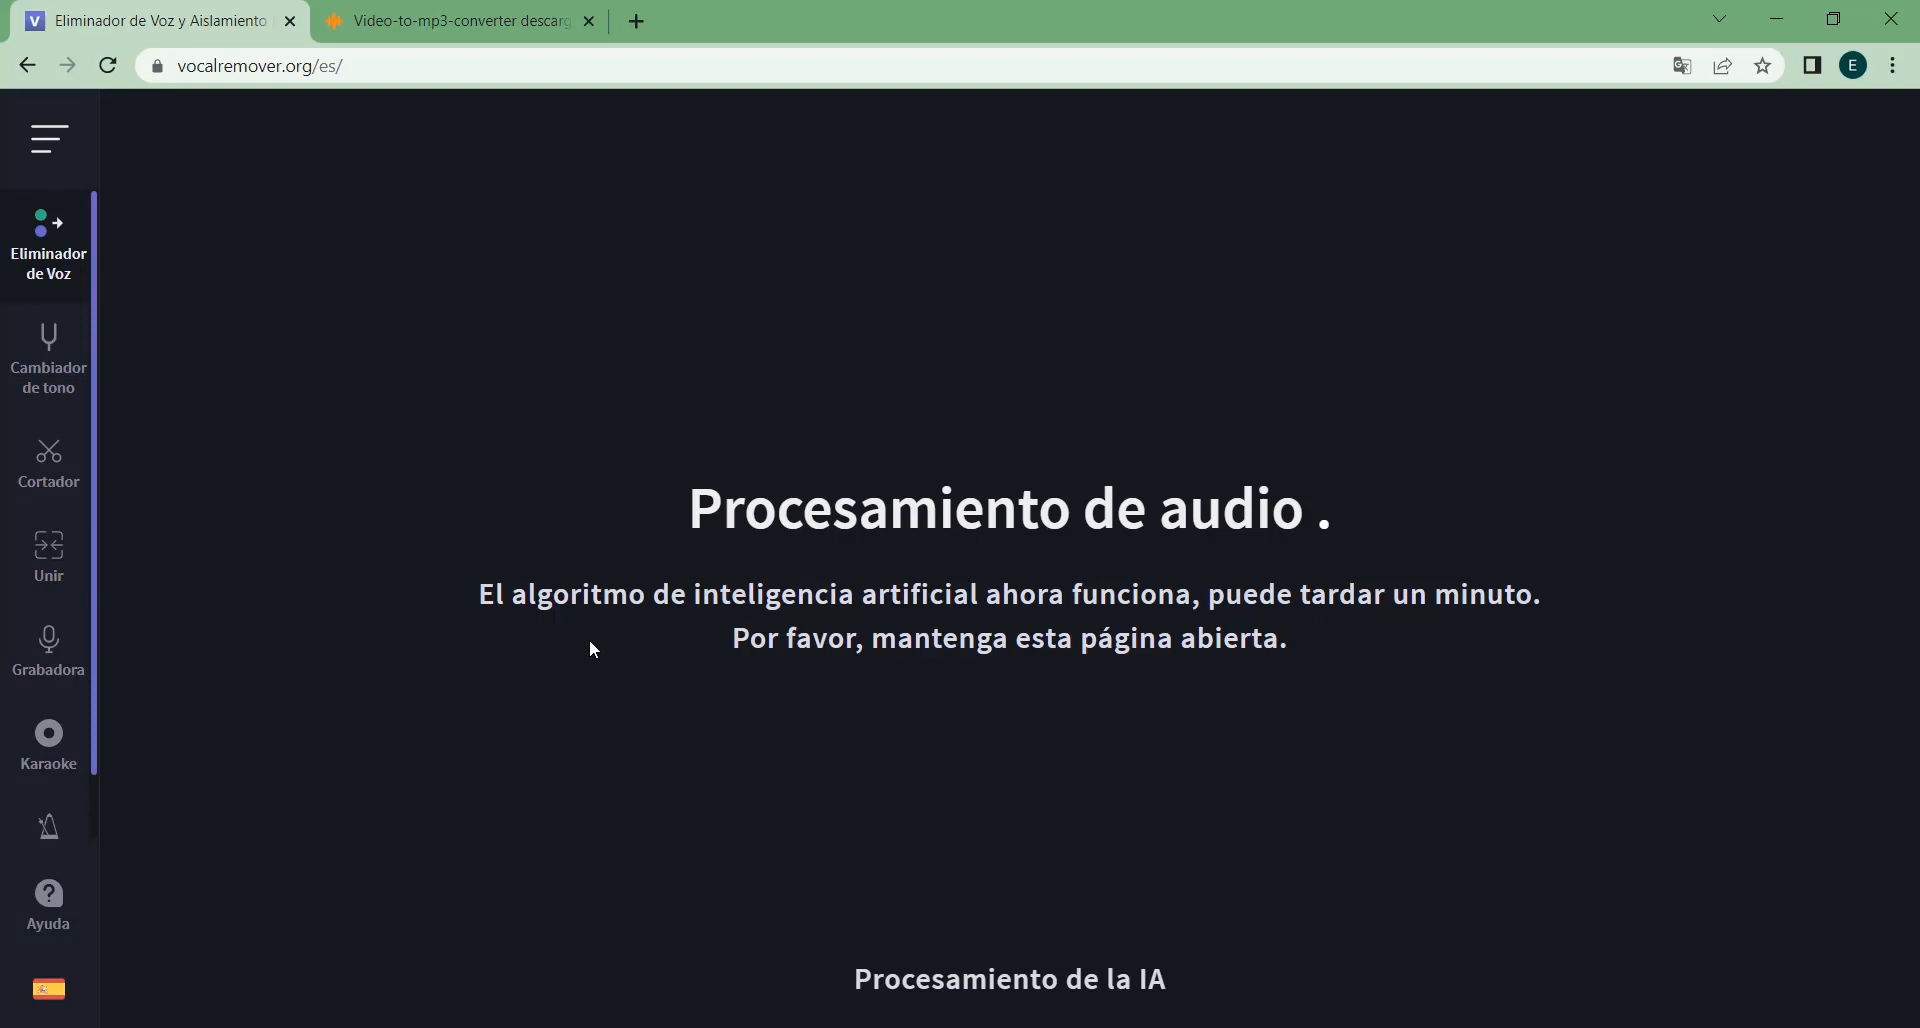 Eliminador de Voz y Aislamiento
Video-to-mp3-converter descarg
vocalremover.org/es/
E
Eliminador
de Voz
Cambiador
de tono
Cortador
Unir
Grabadora
Karaoke
Ayuda
Procesamiento de audio .
El algoritmo de inteligencia artificial ahora funciona, puede tardar un minuto.
Por favor, mantenga esta página abierta.
Procesamiento de la IA